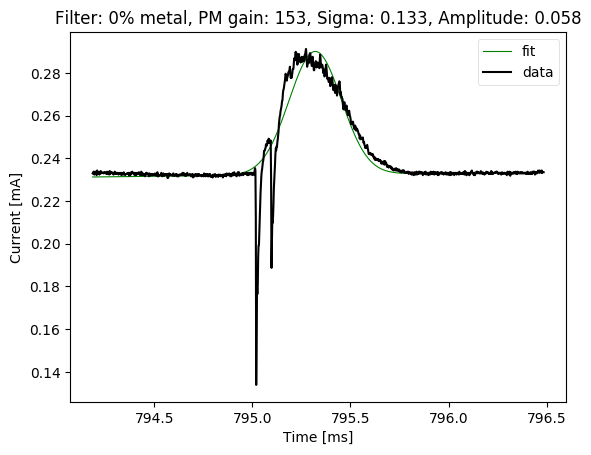 Filter: 0% metal, PM gain: 153, Sigma: 0.133, Amplitude: 0.058
fit
data
0.28
0.26
0.24
0.22
0.20
0.18
0.16
0.14
Current [mA]
794.5 795.0 795.5 796.0 796.5
Time [ms]